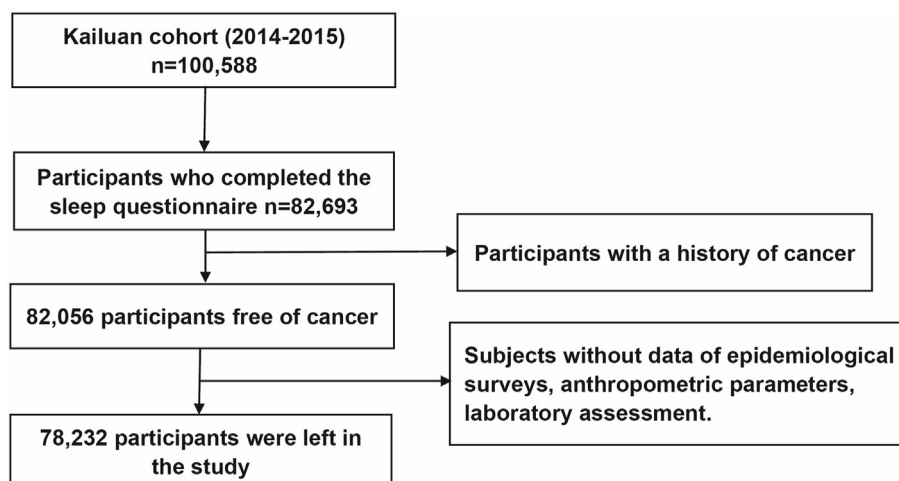 Kailuan cohort (2014-2015)
n=100,588
Participants who completed the
sleep questionnaire n=82,693
Participants with a history of cancer
82,056 participants free of cancer
Subjects without data of epidemiological
surveys, anthropometric parameters,
laboratory assessment.
78,232 participants were left in
the study